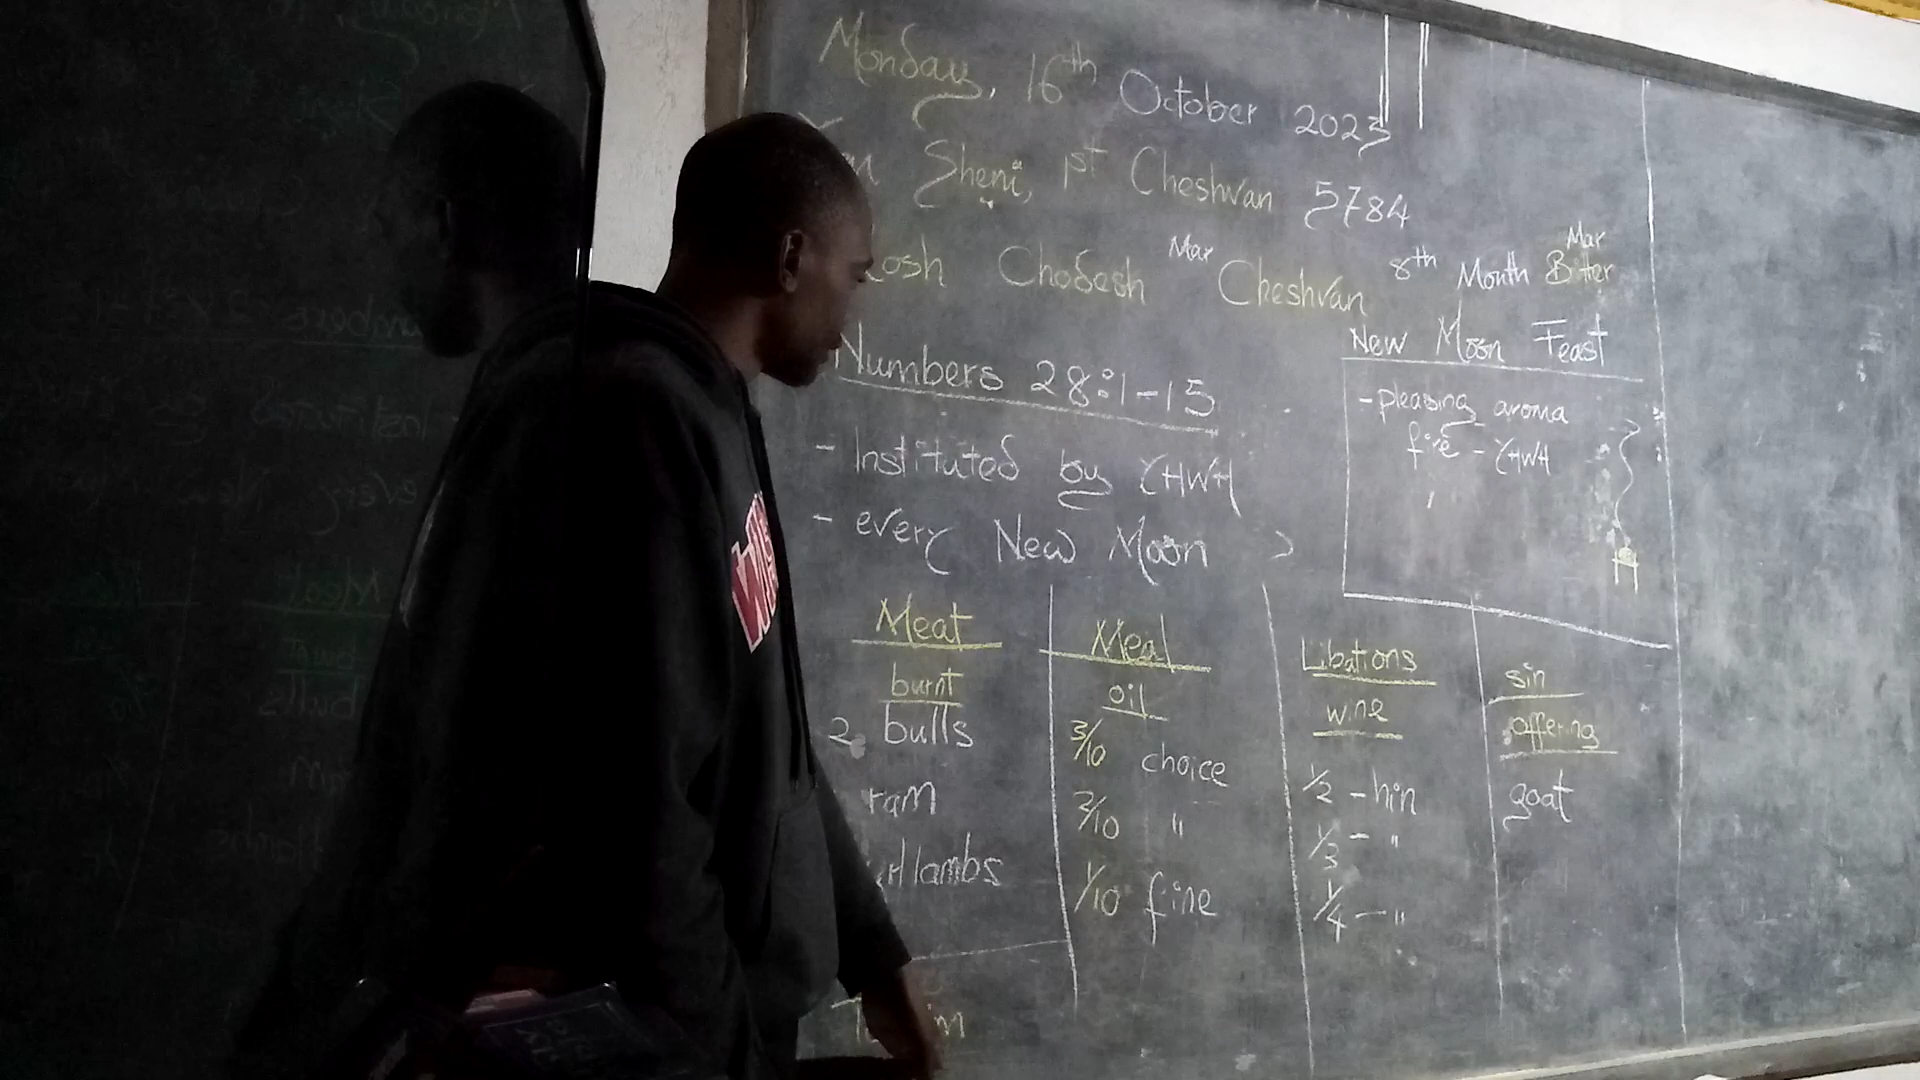 Monday, 16th October 2023
m Sheni, 1st Cheshvan 5784
osh Chodesh Mar Cheshvan 8th Month Mar Bitter
Numbers 28:1-15
- Instituted by YHWH
- every New Moon >
New Moon Feast
- pleasing aroma
fire - YHWH
Meat
burnt
2 bulls
ram
lambs
Meal
oil
3/10 choice
2/10 "
1/10 fine
Libations
wine
1/2 - hin
1/3 - "
1/4 - "
sin
offering
goat